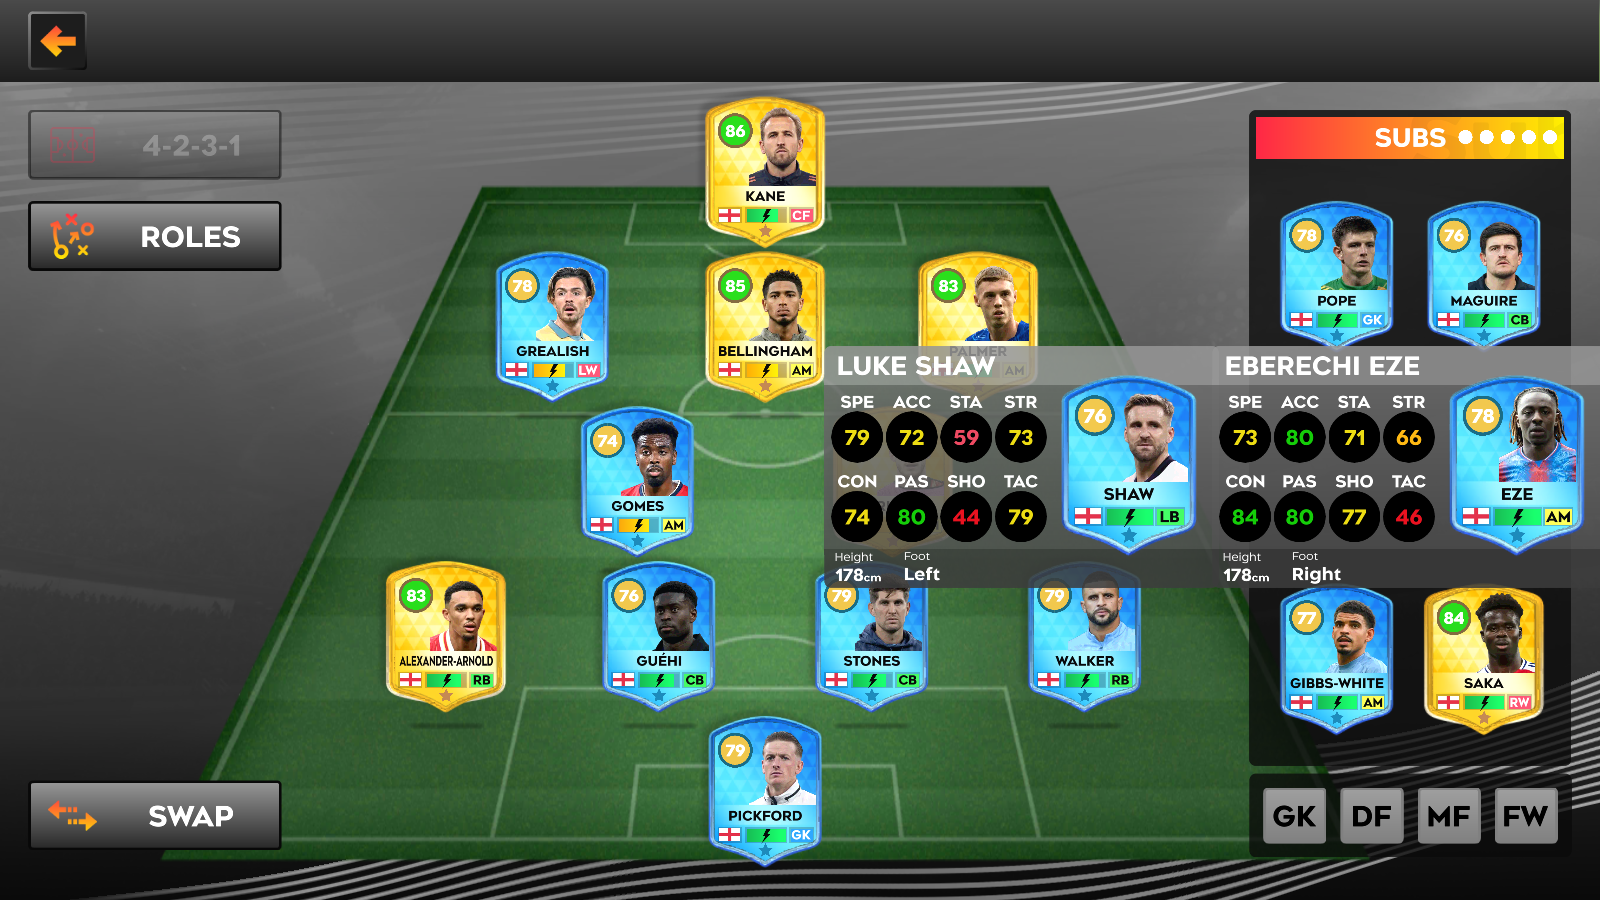 4-2-3-1
ROLES
SWAP
86
KANE
CF
78
GREALISH
LW
85
BELLINGHAM
AM
83
PALMER
AM
74
GOMES
AM
83
ALEXANDER-ARNOLD
RB
76
GUÉHI
CB
79
STONES
CB
79
WALKER
RB
79
PICKFORD
GK
SUBS
78
POPE
GK
76
MAGUIRE
CB
LUKE SHAW
SPE ACC STA STR
79 72 59 73
CON PAS SHO TAC
74 80 44 79
Height Foot
178cm Left
76
SHAW
LB
EBERECHI EZE
SPE ACC STA STR
73 80 71 66
CON PAS SHO TAC
84 80 77 46
Height Foot
178cm Right
78
EZE
AM
77
GIBBS-WHITE
AM
84
SAKA
RW
GK DF MF FW